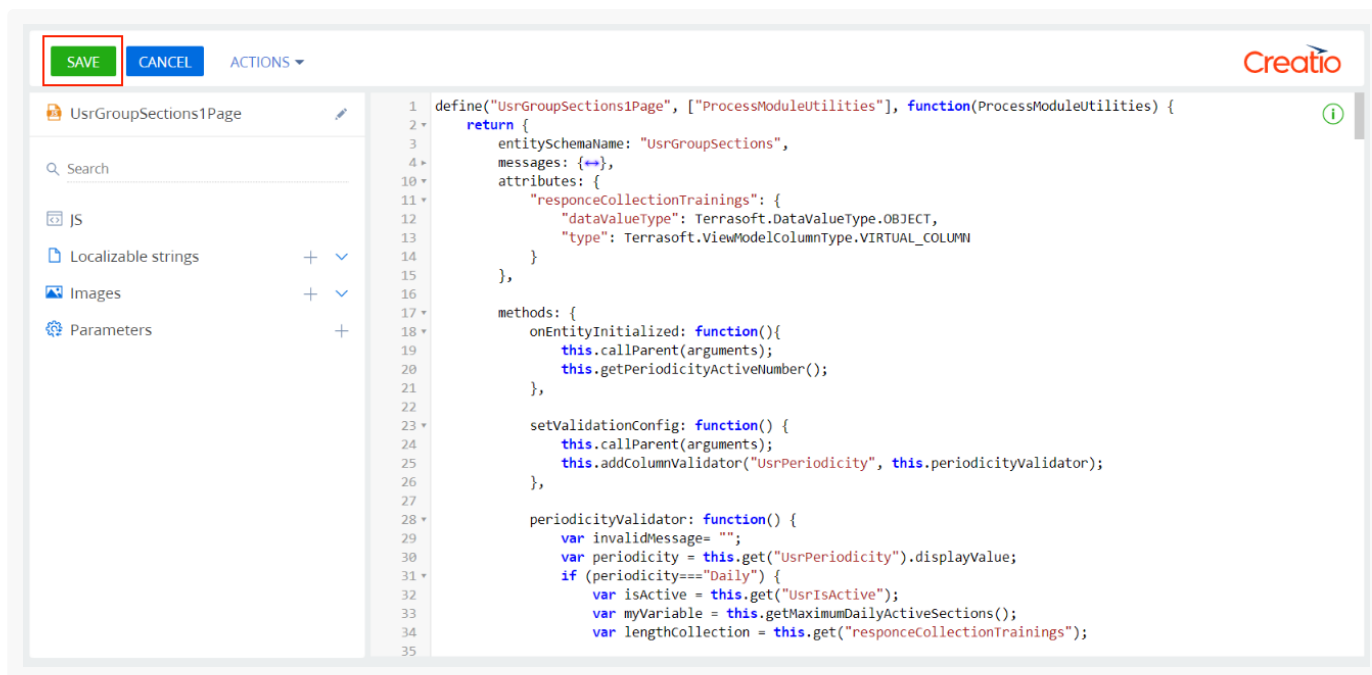 SAVE CANCEL ACTIONS
Creatio
UsrGroupSections1Page
Search
JS
Localizable strings
Images
Parameters
1 define("UsrGroupSections1Page", ["ProcessModuleUtilities"], function(ProcessModuleUtilities) {
2 return {
3 entitySchemaName: "UsrGroupSections",
4 messages: {↔},
10 attributes: {
11 "responceCollectionTrainings": {
12 "dataValueType": Terrasoft.DataValueType.OBJECT,
13 "type": Terrasoft.ViewModelColumnType.VIRTUAL_COLUMN
14 }
15 },
16
17 methods: {
18 onEntityInitialized: function(){
19 this.callParent(arguments);
20 this.getPeriodicityActiveNumber();
21 },
22
23 setValidationConfig: function() {
24 this.callParent(arguments);
25 this.addColumnValidator("UsrPeriodicity", this.periodicityValidator);
26 },
27
28 periodicityValidator: function() {
29 var invalidMessage= "";
30 var periodicity = this.get("UsrPeriodicity").displayValue;
31 if (periodicity==="Daily") {
32 var isActive = this.get("UsrIsActive");
33 var myVariable = this.getMaximumDailyActiveSections();
34 var lengthCollection = this.get("responceCollectionTrainings");
35